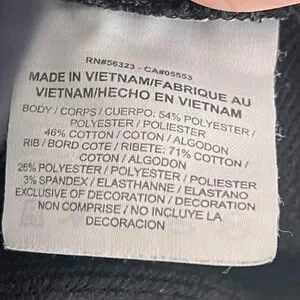 RN#56323 - CA#05553
MADE IN VIETNAM/FABRIQUE AU
VIETNAM/HECHO EN VIETNAM
BODY / CORPS / CUERPO: 54% POLYESTER /
POLYESTER / POLIESTER
46% COTTON / COTON / ALGODON
RIB / BORD COTE / RIBETE: 71% COTTON /
COTON / ALGODON
26% POLYESTER / POLYESTER / POLIESTER
3% SPANDEX / ELASTHANNE / ELASTANO
EXCLUSIVE OF DECORATION / DECORATION
NON COMPRISE / NO INCLUYE LA
DECORACION